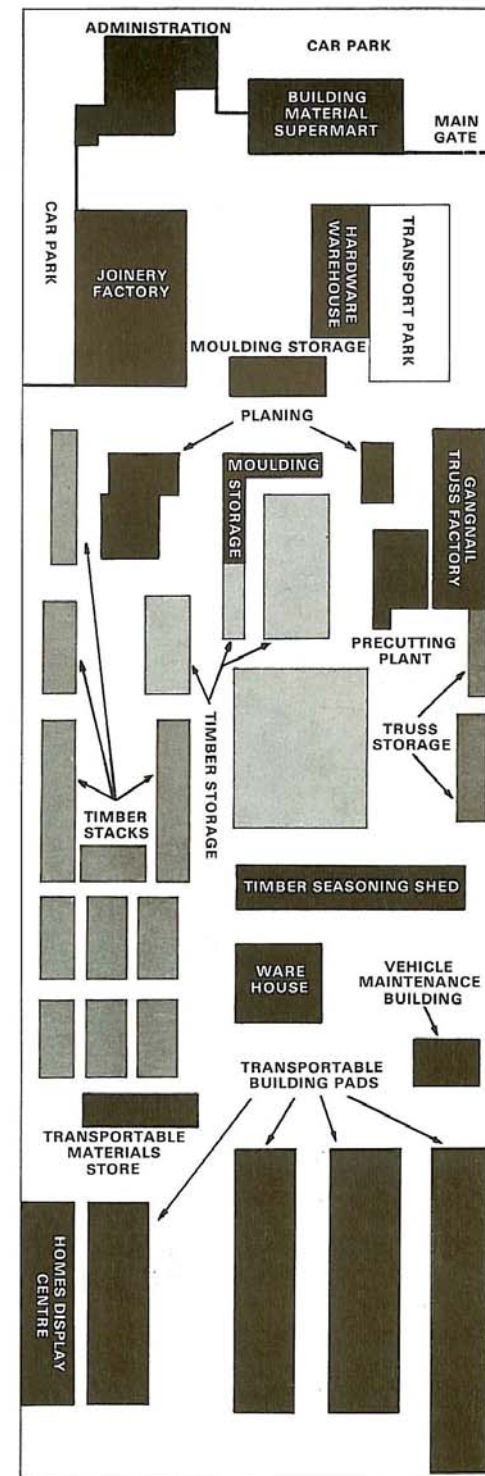 ADMINISTRATION
CAR PARK
BUILDING
MATERIAL
SUPERMART
MAIN
GATE
CAR PARK
JOINERY
FACTORY
HARDWARE
WAREHOUSE
TRANSPORT PARK
MOULDING STORAGE
PLANING
MOULDING
STORAGE
GANGNAIL
TRUSS FACTORY
PRECUTTING
PLANT
TIMBER STORAGE
TRUSS
STORAGE
TIMBER
STACKS
TIMBER SEASONING SHED
WARE
HOUSE
VEHICLE
MAINTENANCE
BUILDING
TRANSPORTABLE
BUILDING PADS
TRANSPORTABLE
MATERIALS
STORE
HOMES DISPLAY
CENTRE